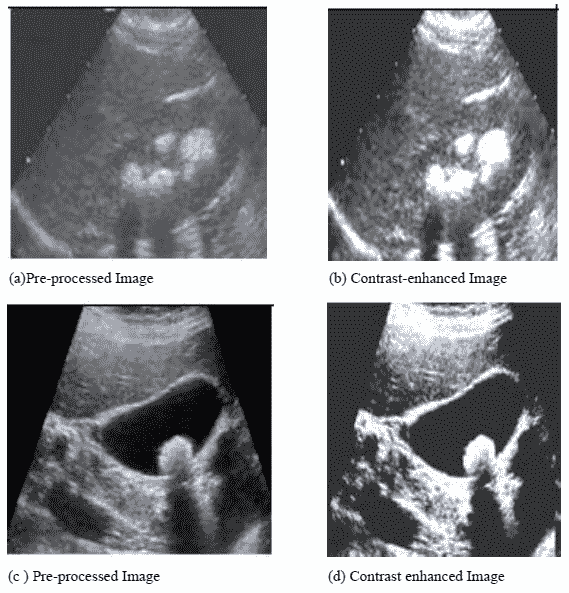 (a)Pre-processed Image
(b) Contrast-enhanced Image
(c ) Pre-processed Image
(d) Contrast enhanced Image